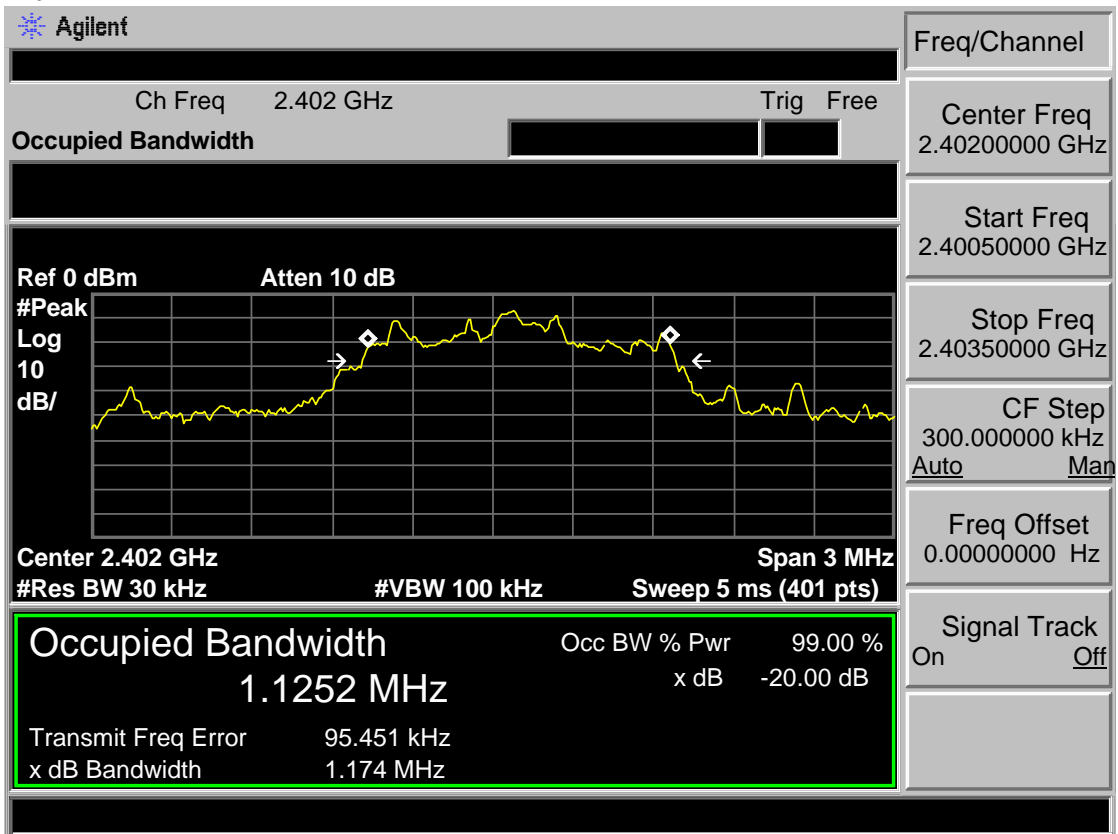 Agilent
Freq/Channel
Ch Freq 2.402 GHz Trig Free
Occupied Bandwidth
Center Freq
2.40200000 GHz
Start Freq
2.40050000 GHz
Stop Freq
2.40350000 GHz
CF Step
300.000000 kHz
Auto Man
Freq Offset
0.00000000 Hz
Signal Track
On Off
Ref 0 dBm Atten 10 dB
#Peak
Log
10
dB/
Center 2.402 GHz Span 3 MHz
#Res BW 30 kHz #VBW 100 kHz Sweep 5 ms (401 pts)
Occupied Bandwidth Occ BW % Pwr 99.00 %
1.1252 MHz x dB -20.00 dB
Transmit Freq Error 95.451 kHz
x dB Bandwidth 1.174 MHz